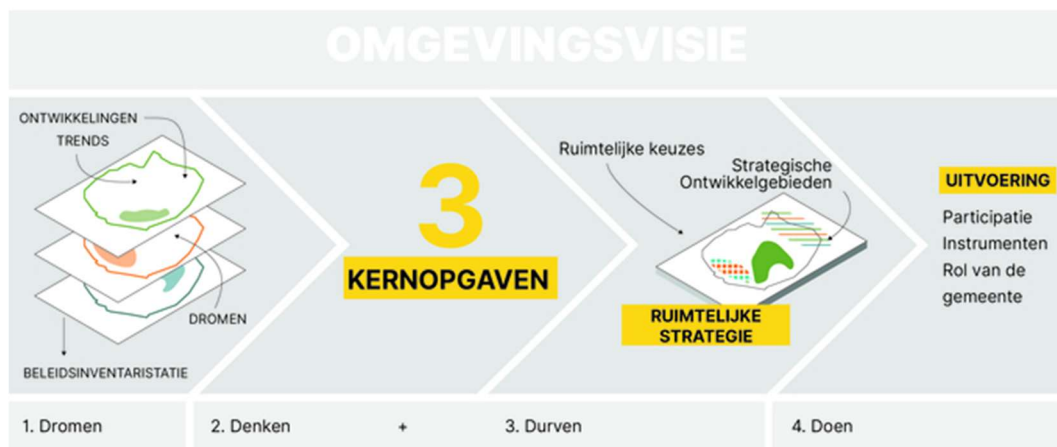 OMGEVINGSVISIE
ONTWIKKELINGEN
TRENDS
DROMEN
BELEIDSINVENTARISTATIE
3
KERNOPGAVEN
Ruimtelijke keuzes
Strategische
Ontwikkelgebieden
RUIMTELIJKE
STRATEGIE
UITVOERING
Participatie
Instrumenten
Rol van de
gemeente
1. Dromen
2. Denken
+
3. Durven
4. Doen